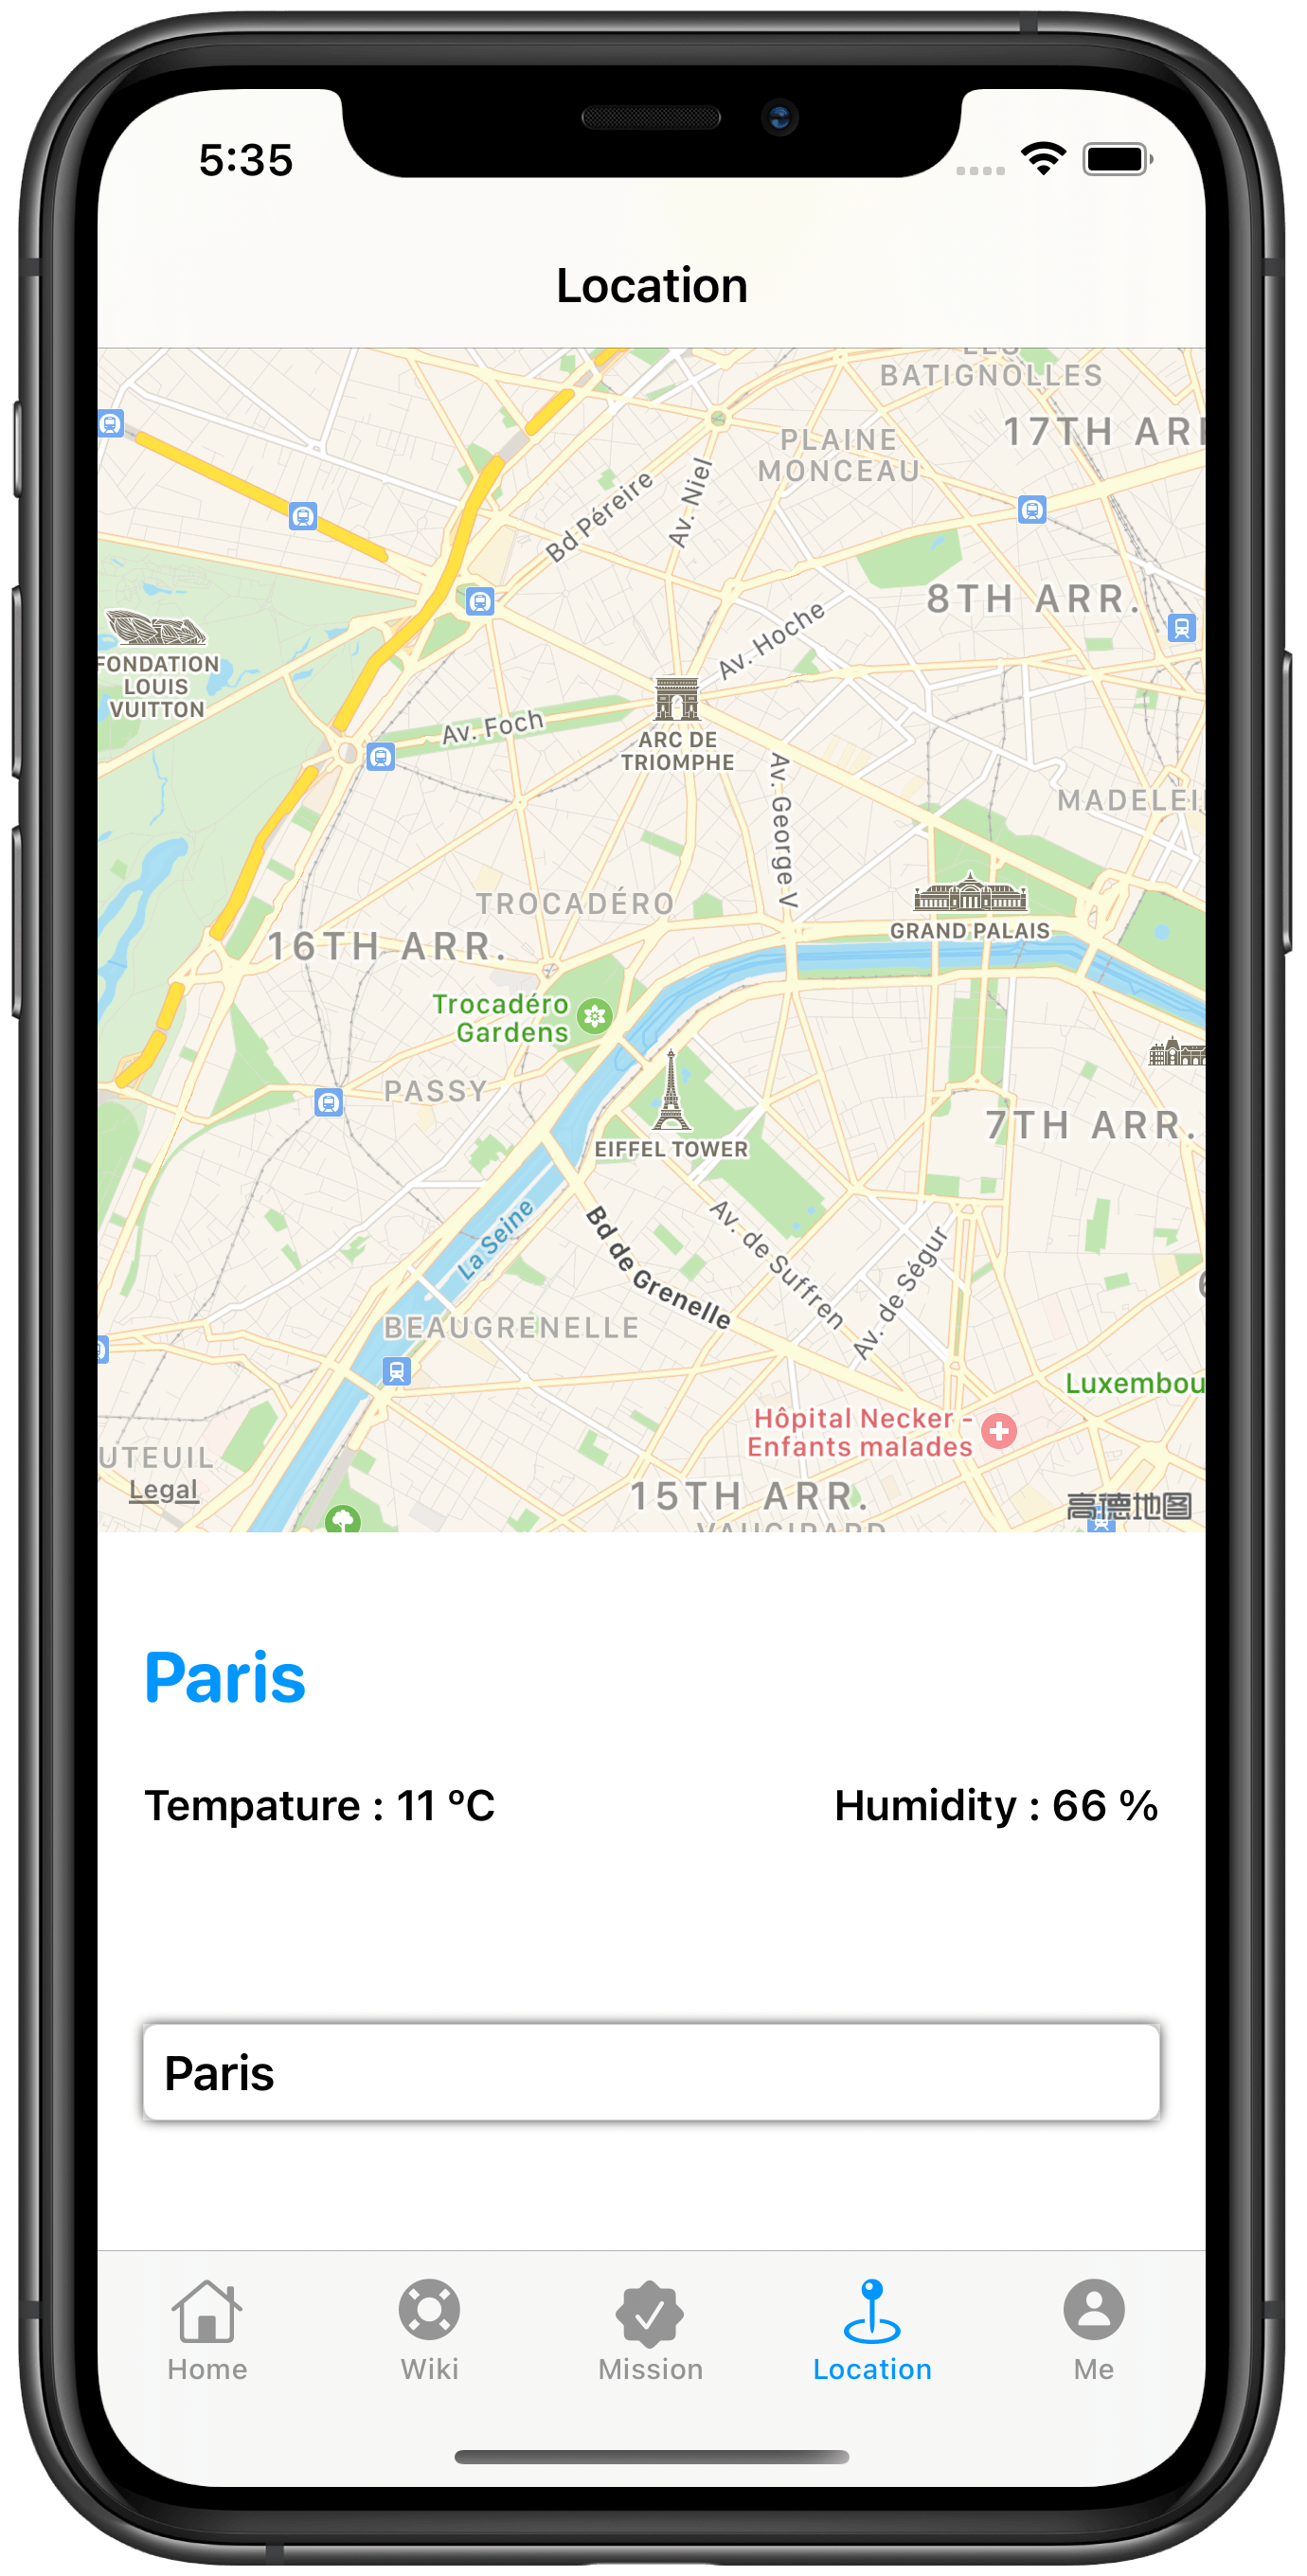 5:35
Location
BATIGNOLLES
17TH ARR
PLAINE
MONCEAU
Bd Péreire
Av. Niel
8TH ARR.
Av. Hoche
FONDATION
LOUIS
VUITTON
Av. Foch
ARC DE
TRIOMPHE
Av. George V
MADELEI
TROCADÉRO
GRAND PALAIS
16TH ARR.
Trocadéro
Gardens
PASSY
7TH ARR.
EIFFEL TOWER
La Seine
Bd de Grenelle
Av. de Suffren
Av. de Ségur
BEAUGRENELLE
Luxembou
Hôpital Necker -
Enfants malades
UTEUIL
Legal
15TH ARR.
VAUGIRARD
高德地图
Paris
Tempature : 11 ℃
Humidity : 66 %
Paris
Home
Wiki
Mission
Location
Me